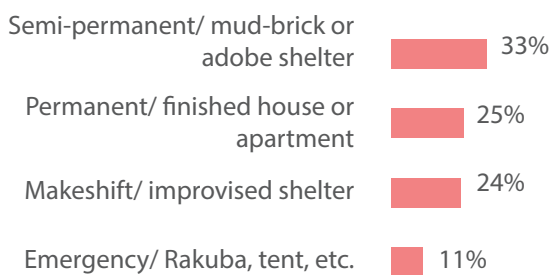 Semi-permanent/ mud-brick or
adobe shelter
33%
Permanent/ finished house or
apartment
25%
Makeshift/ improvised shelter
24%
Emergency/ Rakuba, tent, etc.
11%